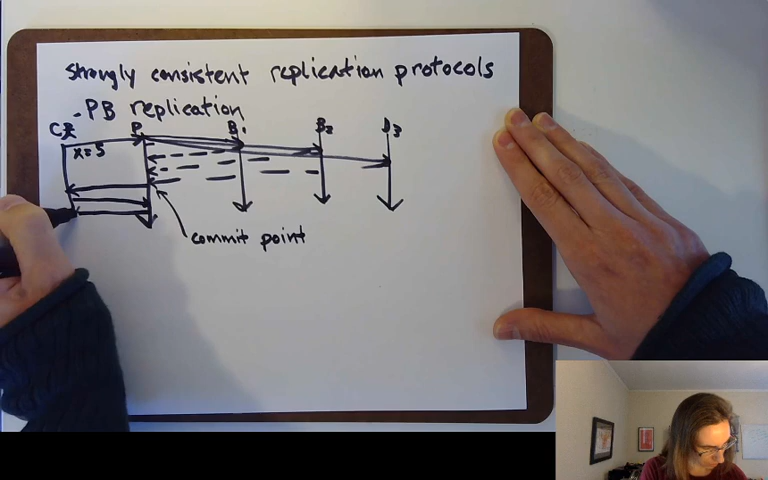 Strongly consistent replication protocols
- PB replication
P B₁ B₂ B₃
x=5
commit point